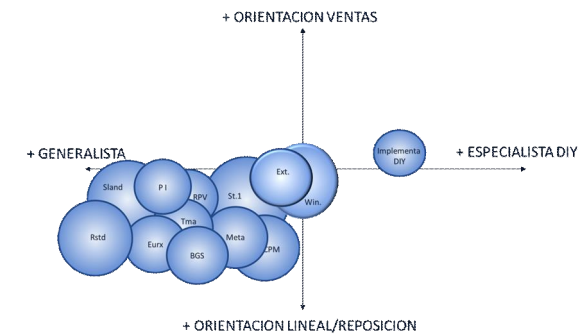 + ORIENTACION VENTAS
Implementa
DIY
+ GENERALISTA
+ ESPECIALISTA DIY
Ext.
Sland
P I
RPV
St.1
Win.
Tma
Rstd
Eurx
Meta
CPM
BGS
+ ORIENTACION LINEAL/REPOSICION